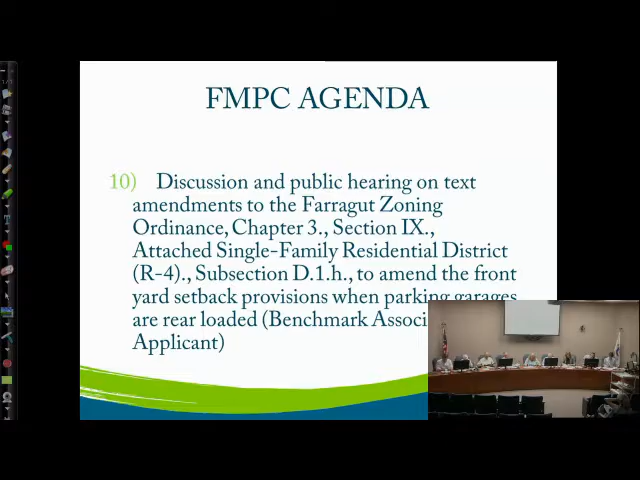 FMPC AGENDA
10) Discussion and public hearing on text
amendments to the Farragut Zoning
Ordinance, Chapter 3., Section IX.,
Attached Single-Family Residential District
(R-4)., Subsection D.1.h., to amend the front
yard setback provisions when parking garages
are rear loaded (Benchmark
Applicant)